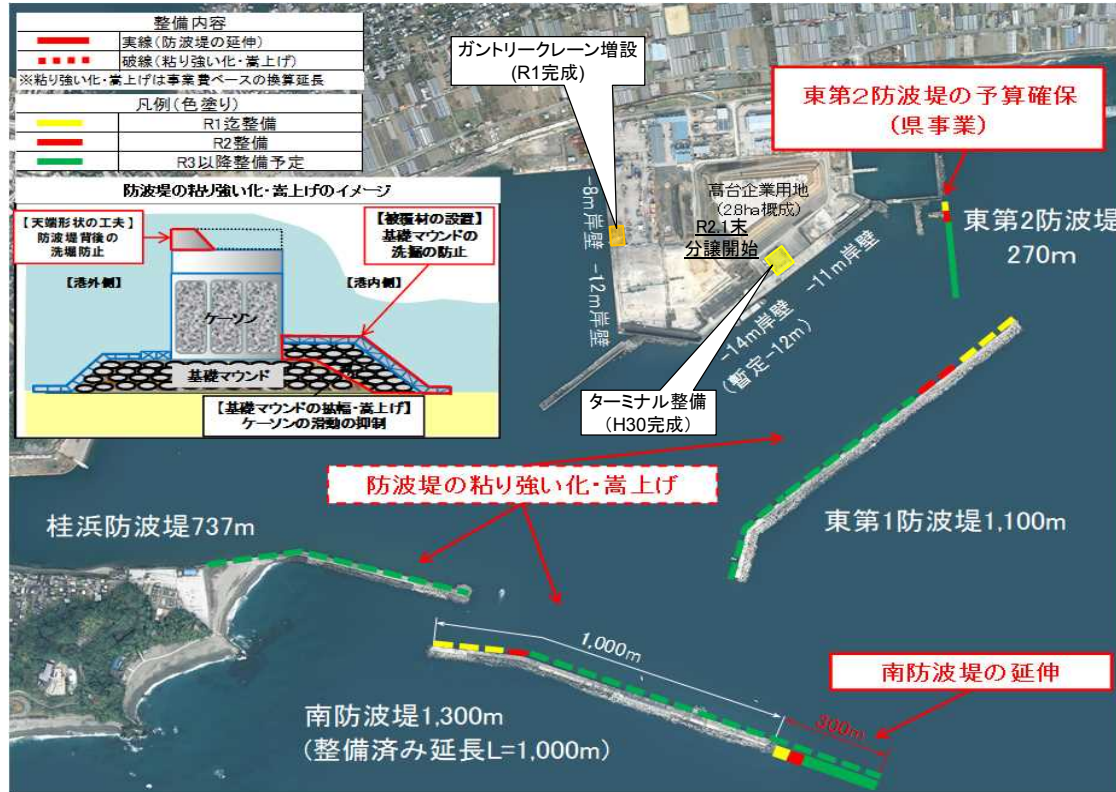 整備内容
実線(防波堤の延伸)
破線(粘り強い化・嵩上げ)
※粘り強い化・嵩上げは事業費ベースの換算延長
凡例(色塗り)
R1迄整備
R2整備
R3以降整備予定
防波堤の粘り強い化・嵩上げのイメージ
【天端形状の工夫】
防波堤背後の
洗堀防止
【被覆材の設置】
基礎マウンドの
洗掘の防止
【港外側】
【港内側】
ケーソン
基礎マウンド
【基礎マウンドの拡幅・嵩上げ】
ケーソンの滑動の抑制
ガントリークレーン増設
(R1完成)
東第2防波堤の予算確保
(県事業)
高台企業用地
(28ha概成)
R2.1末
分譲開始
-8m岸壁
-12m岸壁
-11m岸壁
-14m岸壁
(暫定-12m)
ターミナル整備
(H30完成)
東第2防波堤
270m
防波堤の粘り強い化・嵩上げ
東第1防波堤1,100m
桂浜防波堤737m
1,000m
300m
南防波堤の延伸
南防波堤1,300m
(整備済み延長L=1,000m)